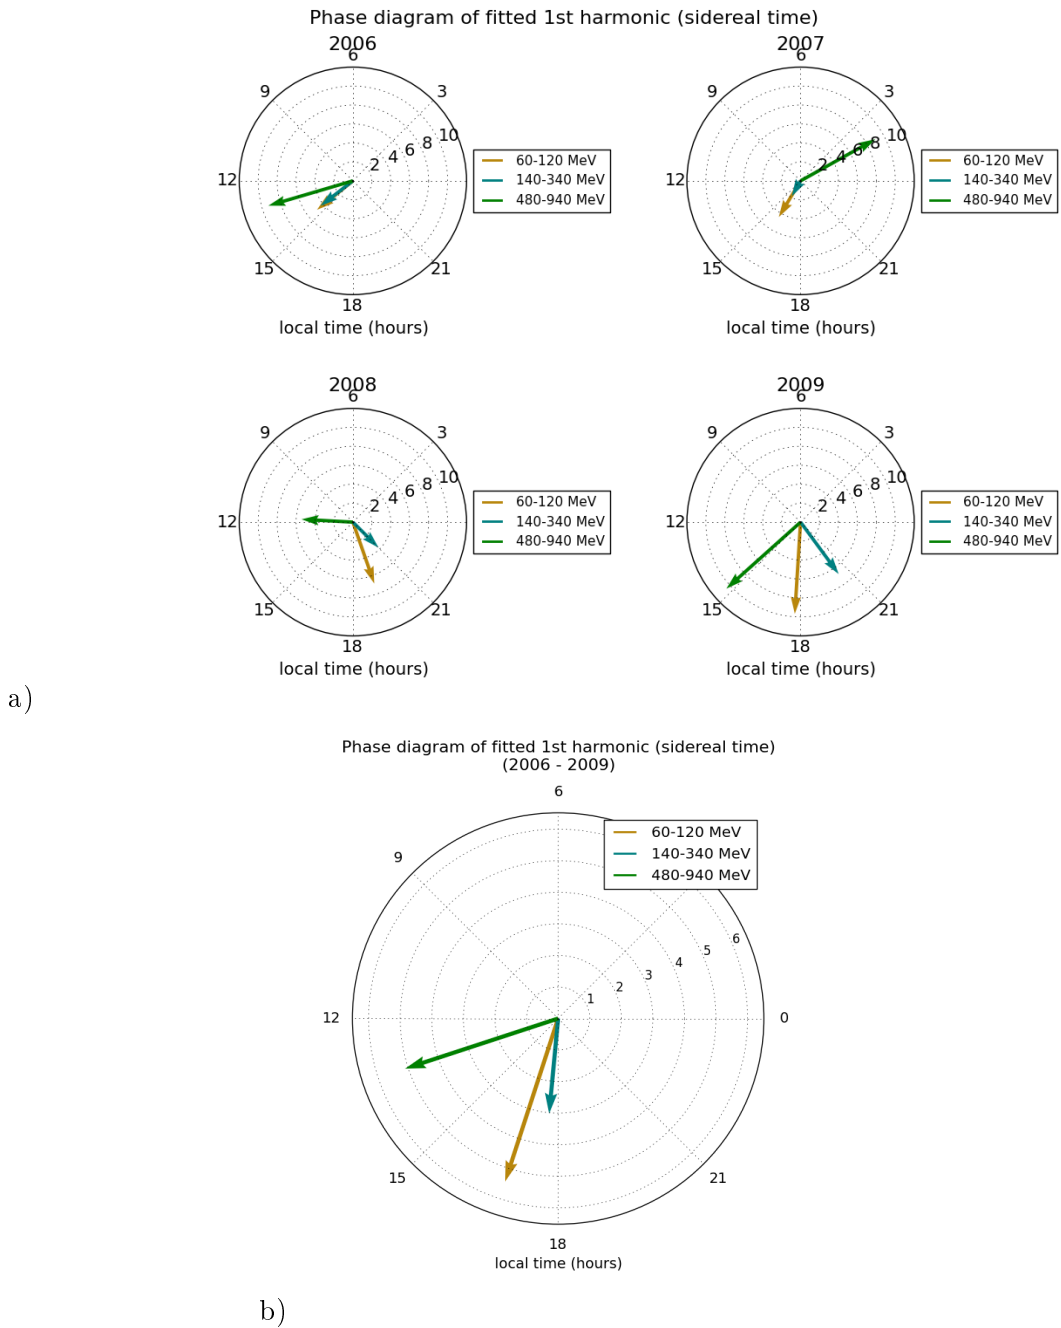 Phase diagram of fitted 1st harmonic (sidereal time)
2006
6
9
3
12
2 4 6 8 10
15
21
18
local time (hours)
60-120 MeV
140-340 MeV
480-940 MeV
2007
6
9
3
12
2 4 6 8 10
15
21
18
local time (hours)
60-120 MeV
140-340 MeV
480-940 MeV
2008
6
9
3
12
2 4 6 8 10
15
21
18
local time (hours)
60-120 MeV
140-340 MeV
480-940 MeV
2009
6
9
3
12
2 4 6 8 10
15
21
18
local time (hours)
60-120 MeV
140-340 MeV
480-940 MeV
a)
Phase diagram of fitted 1st harmonic (sidereal time)
(2006 - 2009)
6
60-120 MeV
140-340 MeV
480-940 MeV
9
1 2 3 4 5 6
12
0
15
21
18
local time (hours)
b)